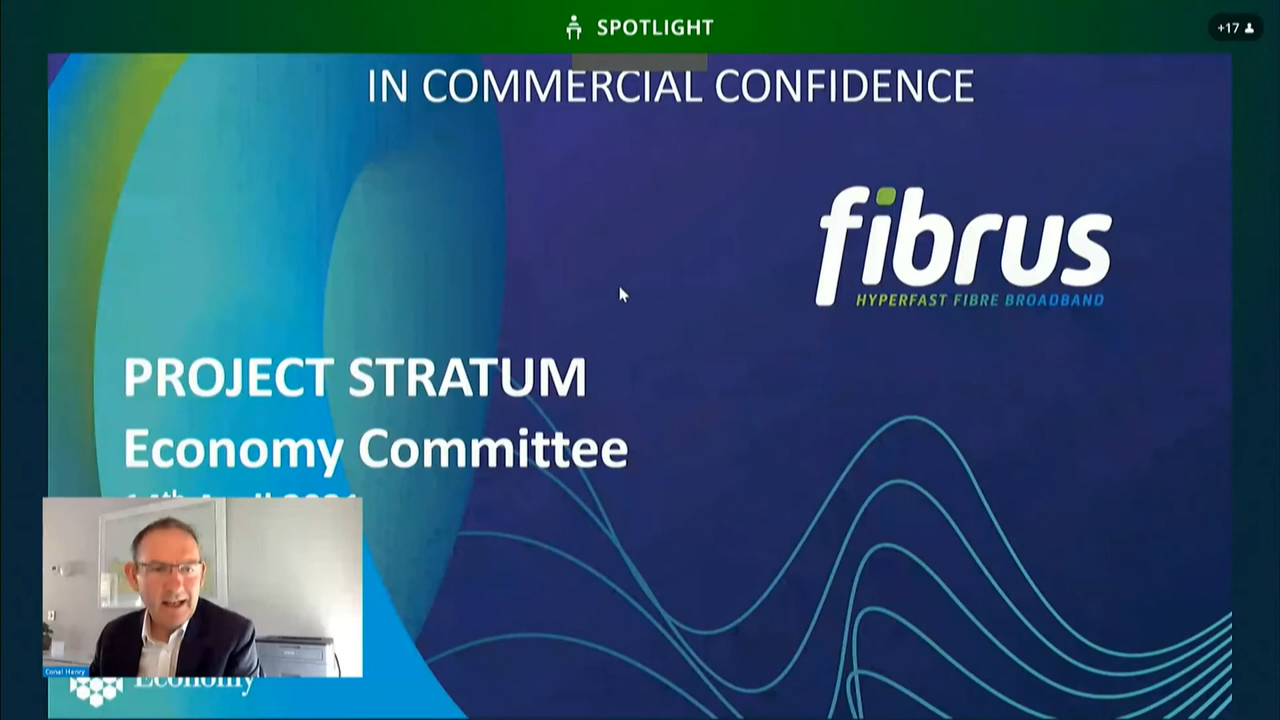 SPOTLIGHT
+17
IN COMMERCIAL CONFIDENCE
fibrus
HYPERFAST FIBRE BROADBAND
PROJECT STRATUM
Economy Committee
Conal Henry
Economy